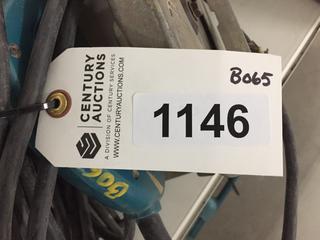 CENTURY
AUCTIONS
A DIVISION OF CENTURY SERVICES
WWW.CENTURYAUCTIONS.COM
1146
B065